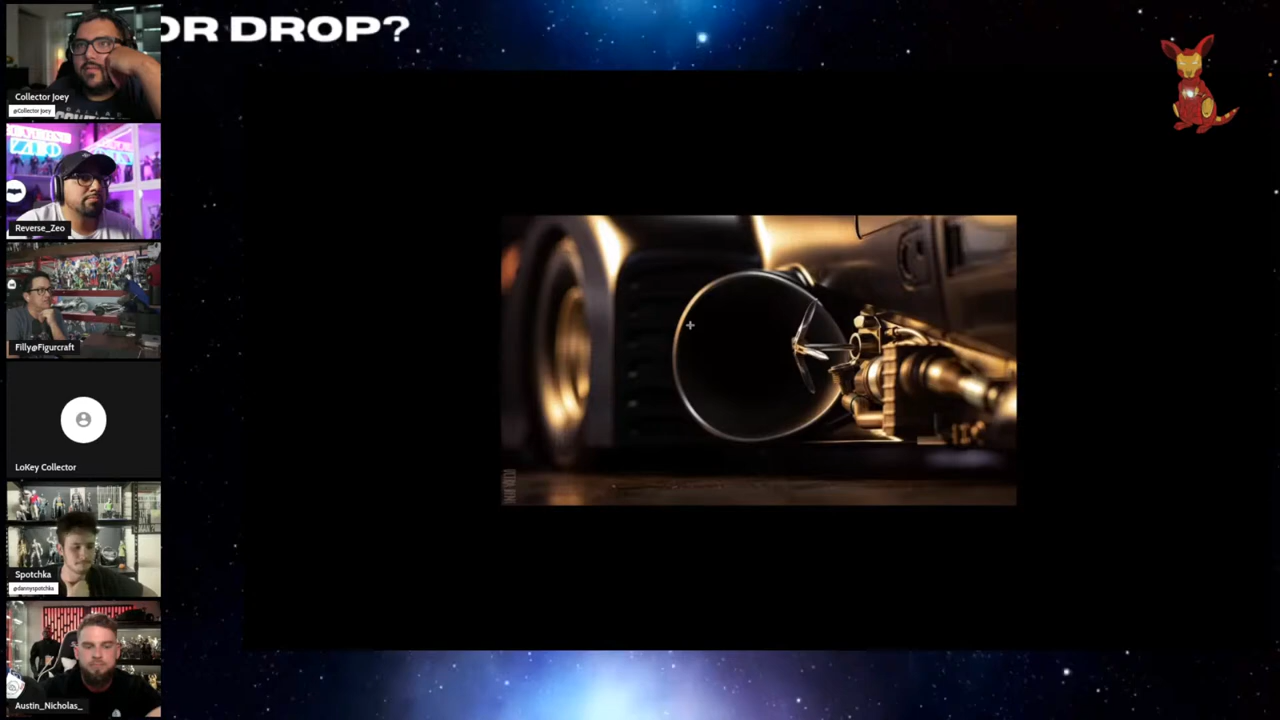 OR DROP?
Collector Joey
@Collector Joey
Reverse_Zeo
Filly@Figurcraft
LoKey Collector
Spotchka
@dannyspotchka
Austin_Nicholas_